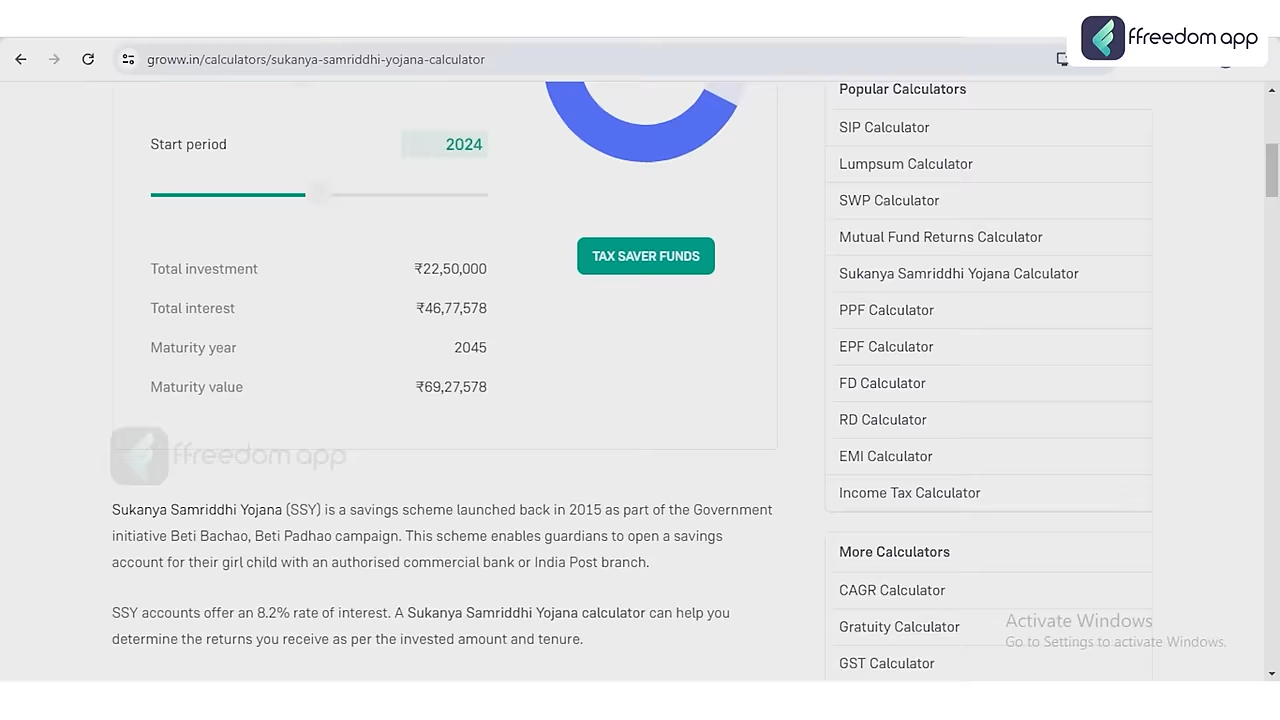 ffreedom app
groww.in/calculators/sukanya-samriddhi-yojana-calculator
Start period 2024
TAX SAVER FUNDS
Total investment ₹22,50,000
Total interest ₹46,77,578
Maturity year 2045
Maturity value ₹69,27,578
ffreedom app
Sukanya Samriddhi Yojana (SSY) is a savings scheme launched back in 2015 as part of the Government
initiative Beti Bachao, Beti Padhao campaign. This scheme enables guardians to open a savings
account for their girl child with an authorised commercial bank or India Post branch.
SSY accounts offer an 8.2% rate of interest. A Sukanya Samriddhi Yojana calculator can help you
determine the returns you receive as per the invested amount and tenure.
Popular Calculators
SIP Calculator
Lumpsum Calculator
SWP Calculator
Mutual Fund Returns Calculator
Sukanya Samriddhi Yojana Calculator
PPF Calculator
EPF Calculator
FD Calculator
RD Calculator
EMI Calculator
Income Tax Calculator
More Calculators
CAGR Calculator
Gratuity Calculator
GST Calculator
Activate Windows
Go to Settings to activate Windows.